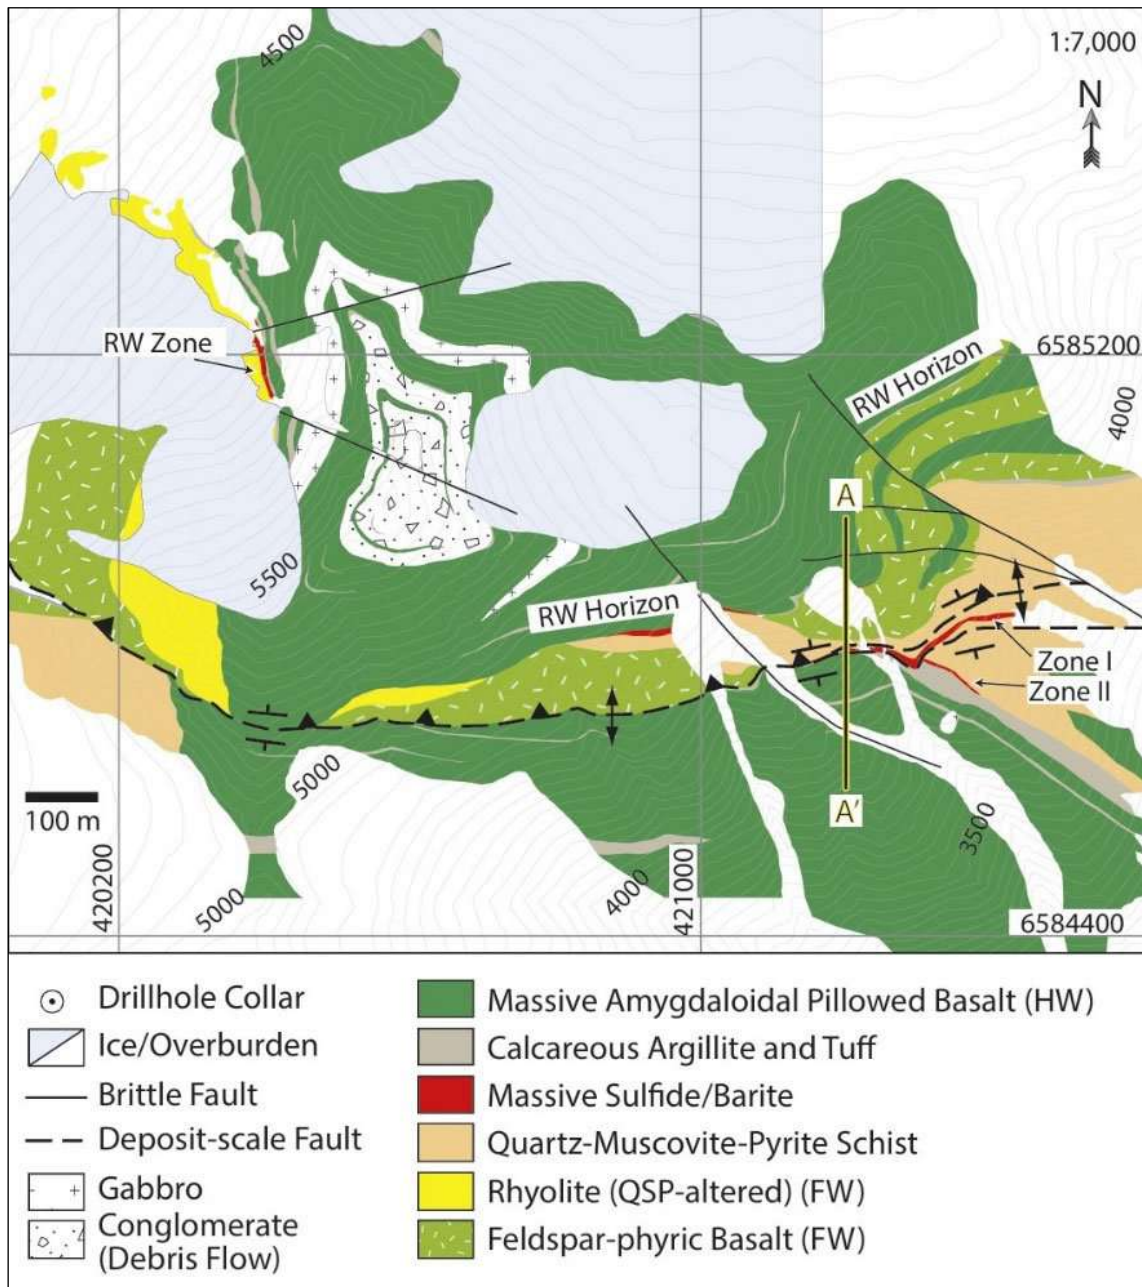 4500
1:7,000
N
RW Zone
6585200
RW Horizon
4000
A
5500
RW Horizon
Zone I
Zone II
5000
100 m
A'
3500
420200
5000
4000
421000
6584400
Drillhole Collar
Ice/Overburden
Brittle Fault
Deposit-scale Fault
Gabbro
Conglomerate
(Debris Flow)
Massive Amygdaloidal Pillowed Basalt (HW)
Calcareous Argillite and Tuff
Massive Sulfide/Barite
Quartz-Muscovite-Pyrite Schist
Rhyolite (QSP-altered) (FW)
Feldspar-phyric Basalt (FW)